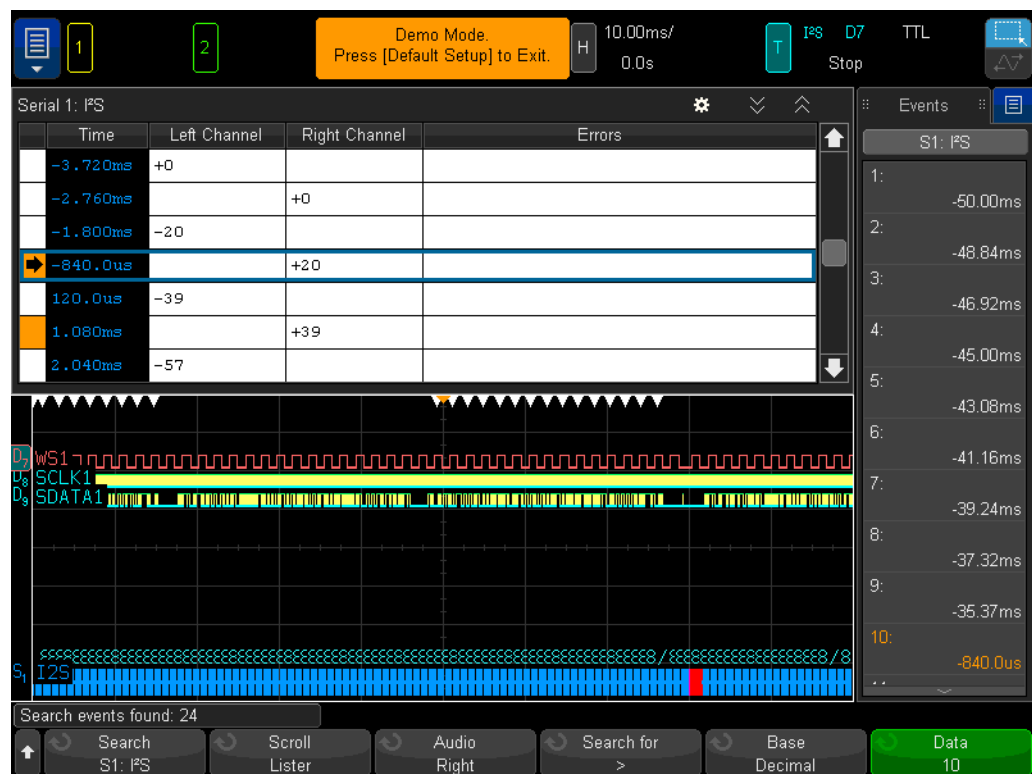 1
2
Demo Mode.
Press [Default Setup] to Exit.
H
10.00ms/
0.0s
T
I²S D7 TTL
Stop
Serial 1: I²S
Time Left Channel Right Channel Errors
-3.720ms +0
-2.760ms +0
-1.800ms -20
-840.0us +20
120.0us -39
1.080ms +39
2.040ms -57
Events
S1: I²S
1:
-50.00ms
2:
-48.84ms
3:
-46.92ms
4:
-45.00ms
5:
-43.08ms
6:
-41.16ms
7:
-39.24ms
8:
-37.32ms
9:
-35.37ms
10:
-840.0us
D7 WS1
D8 SCLK1
D9 SDATA1
S1 I2S
Search events found: 24
Search
S1: I²S
Scroll
Lister
Audio
Right
Search for
>
Base
Decimal
Data
10